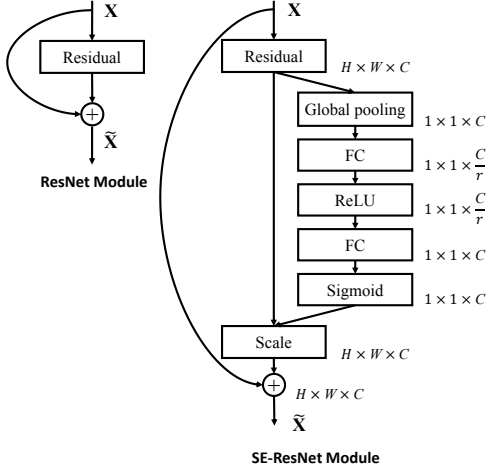 X
Residual
+
X̃
ResNet Module
X
Residual
H × W × C
Global pooling
1 × 1 × C
FC
1 × 1 × C/r
ReLU
1 × 1 × C/r
FC
1 × 1 × C
Sigmoid
1 × 1 × C
Scale
H × W × C
+
H × W × C
X̃
SE-ResNet Module